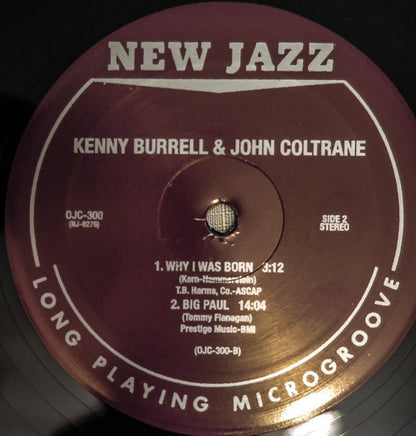 NEW JAZZ
KENNY BURRELL & JOHN COLTRANE
OJC-300
(NJ-8276)
SIDE 2
STEREO
1. WHY I WAS BORN 3:12
(Kern-Hammerstein)
T.B. Harms, Co.-ASCAP
2. BIG PAUL 14:04
(Tommy Flanagan)
Prestige Music-BMI
(OJC-300-B)
LONG PLAYING MICROGROOVE